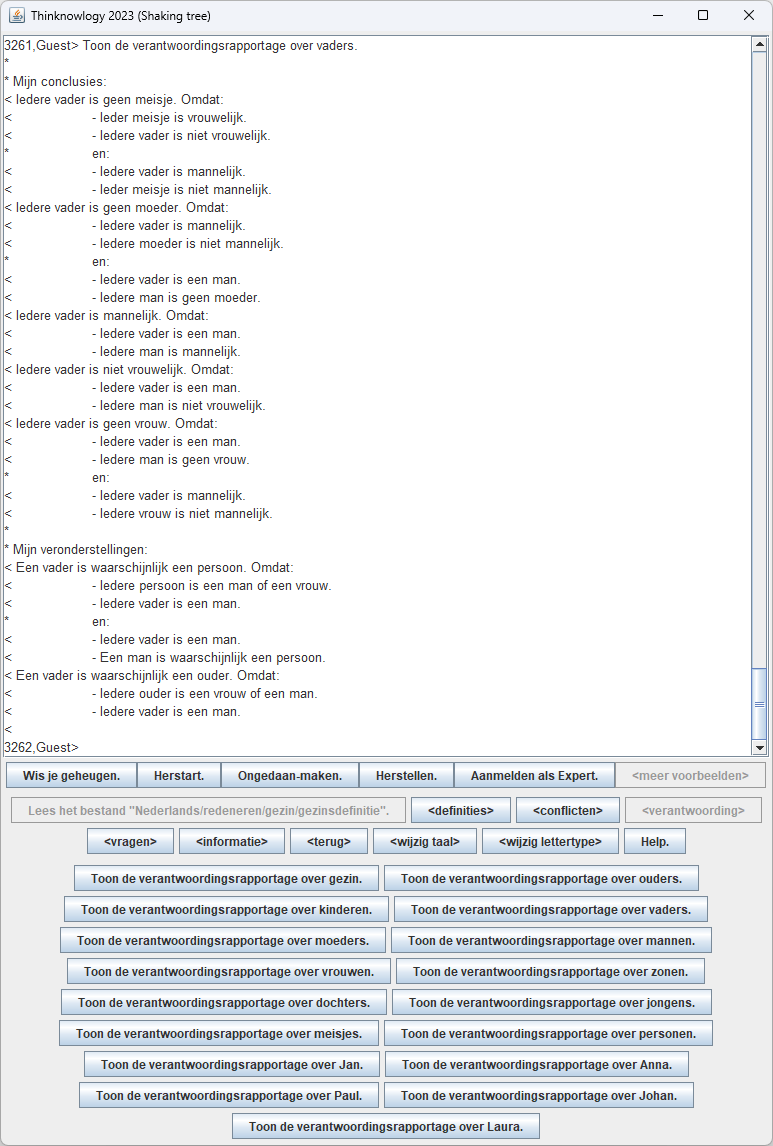 Thinknowlogy 2023 (Shaking tree)
3261,Guest> Toon de verantwoordingsrapportage over vaders.
*
* Mijn conclusies:
< Iedere vader is geen meisje. Omdat:
< - Ieder meisje is vrouwelijk.
< - Iedere vader is niet vrouwelijk.
* en:
< - Iedere vader is mannelijk.
< - Ieder meisje is niet mannelijk.
< Iedere vader is geen moeder. Omdat:
< - Iedere vader is mannelijk.
< - Iedere moeder is niet mannelijk.
* en:
< - Iedere vader is een man.
< - Iedere man is geen moeder.
< Iedere vader is mannelijk. Omdat:
< - Iedere vader is een man.
< - Iedere man is mannelijk.
< Iedere vader is niet vrouwelijk. Omdat:
< - Iedere vader is een man.
< - Iedere man is niet vrouwelijk.
< Iedere vader is geen vrouw. Omdat:
< - Iedere vader is een man.
< - Iedere man is geen vrouw.
* en:
< - Iedere vader is mannelijk.
< - Iedere vrouw is niet mannelijk.
*
* Mijn veronderstellingen:
< Een vader is waarschijnlijk een persoon. Omdat:
< - Iedere persoon is een man of een vrouw.
< - Iedere vader is een man.
* en:
< - Iedere vader is een man.
< - Een man is waarschijnlijk een persoon.
< Een vader is waarschijnlijk een ouder. Omdat:
< - Iedere ouder is een vrouw of een man.
< - Iedere vader is een man.
<
3262,Guest>
Wis je geheugen. Herstart. Ongedaan-maken. Herstellen. Aanmelden als Expert. <meer voorbeelden>
Lees het bestand "Nederlands/redeneren/gezin/gezinsdefinitie". <definities> <conflicten> <verantwoording>
<vragen> <informatie> <terug> <wijzig taal> <wijzig lettertype> Help.
Toon de verantwoordingsrapportage over gezin. Toon de verantwoordingsrapportage over ouders.
Toon de verantwoordingsrapportage over kinderen. Toon de verantwoordingsrapportage over vaders.
Toon de verantwoordingsrapportage over moeders. Toon de verantwoordingsrapportage over mannen.
Toon de verantwoordingsrapportage over vrouwen. Toon de verantwoordingsrapportage over zonen.
Toon de verantwoordingsrapportage over dochters. Toon de verantwoordingsrapportage over jongens.
Toon de verantwoordingsrapportage over meisjes. Toon de verantwoordingsrapportage over personen.
Toon de verantwoordingsrapportage over Jan. Toon de verantwoordingsrapportage over Anna.
Toon de verantwoordingsrapportage over Paul. Toon de verantwoordingsrapportage over Johan.
Toon de verantwoordingsrapportage over Laura.